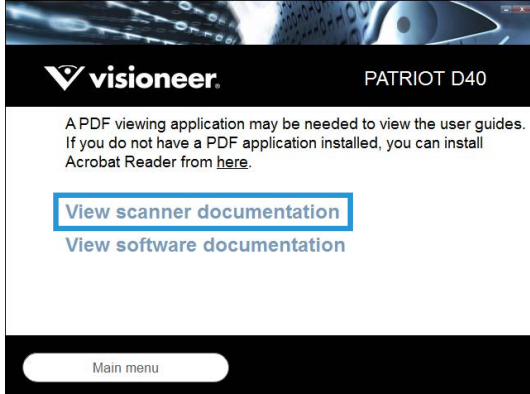 visioneer.
PATRIOT D40
A PDF viewing application may be needed to view the user guides.
If you do not have a PDF application installed, you can install
Acrobat Reader from here.
View scanner documentation
View software documentation
Main menu